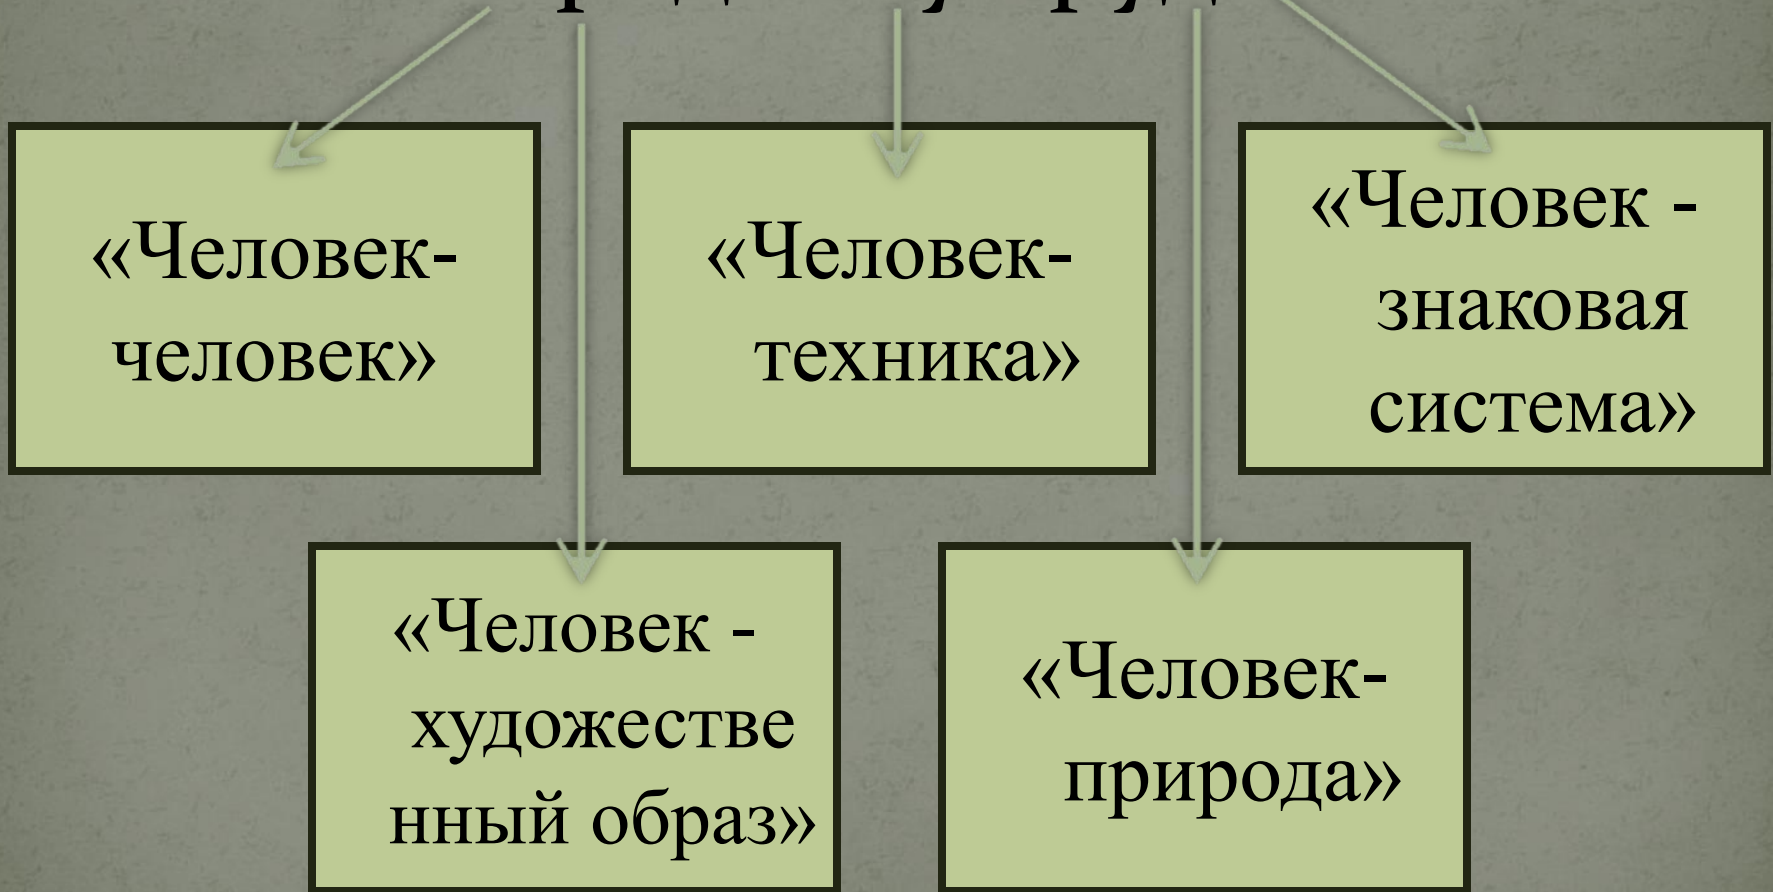 «Человек-
человек»
«Человек-
техника»
«Человек -
знаковая
система»
«Человек -
художестве
нный образ»
«Человек-
природа»